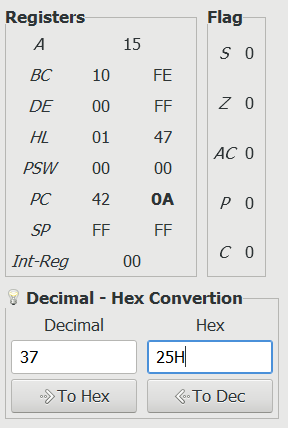 Registers
A 15
BC 10 FE
DE 00 FF
HL 01 47
PSW 00 00
PC 42 0A
SP FF FF
Int-Reg 00
Flag
S 0
Z 0
AC 0
P 0
C 0
Decimal - Hex Convertion
Decimal Hex
37 25H
To Hex To Dec